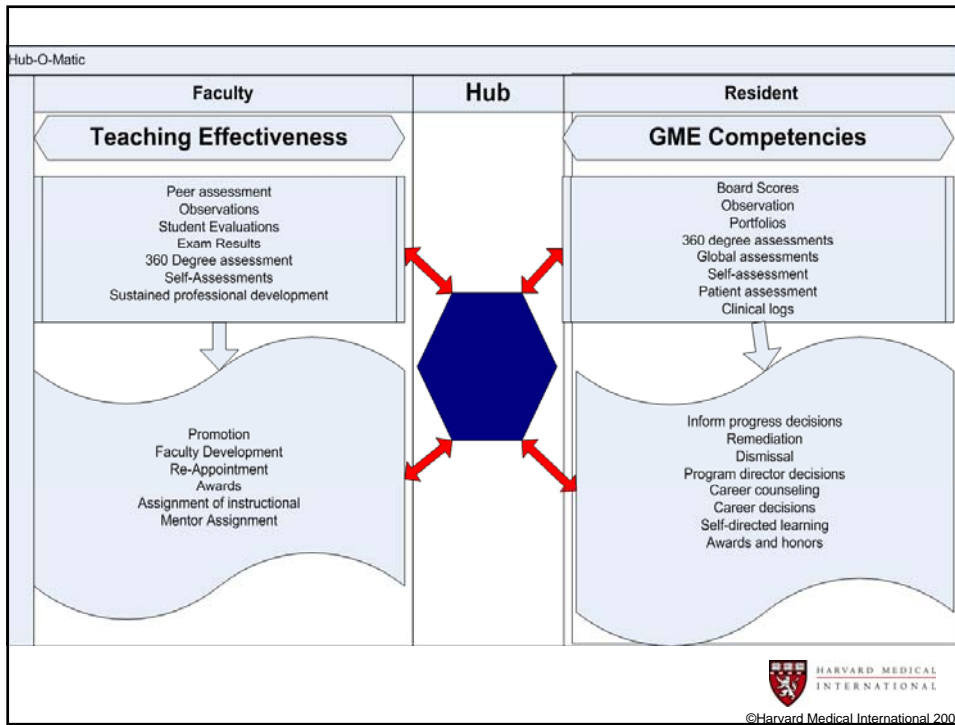 Hub-O-Matic
Faculty
Hub
Resident
Teaching Effectiveness
GME Competencies
Peer assessment
Observations
Student Evaluations
Exam Results
360 Degree assessment
Self-Assessments
Sustained professional development
Board Scores
Observation
Portfolios
360 degree assessments
Global assessments
Self-assessment
Patient assessment
Clinical logs
Promotion
Faculty Development
Re-Appointment
Awards
Assignment of instructional
Mentor Assignment
Inform progress decisions
Remediation
Dismissal
Program director decisions
Career counseling
Career decisions
Self-directed learning
Awards and honors
HARVARD MEDICAL
INTERNATIONAL
©Harvard Medical International 200